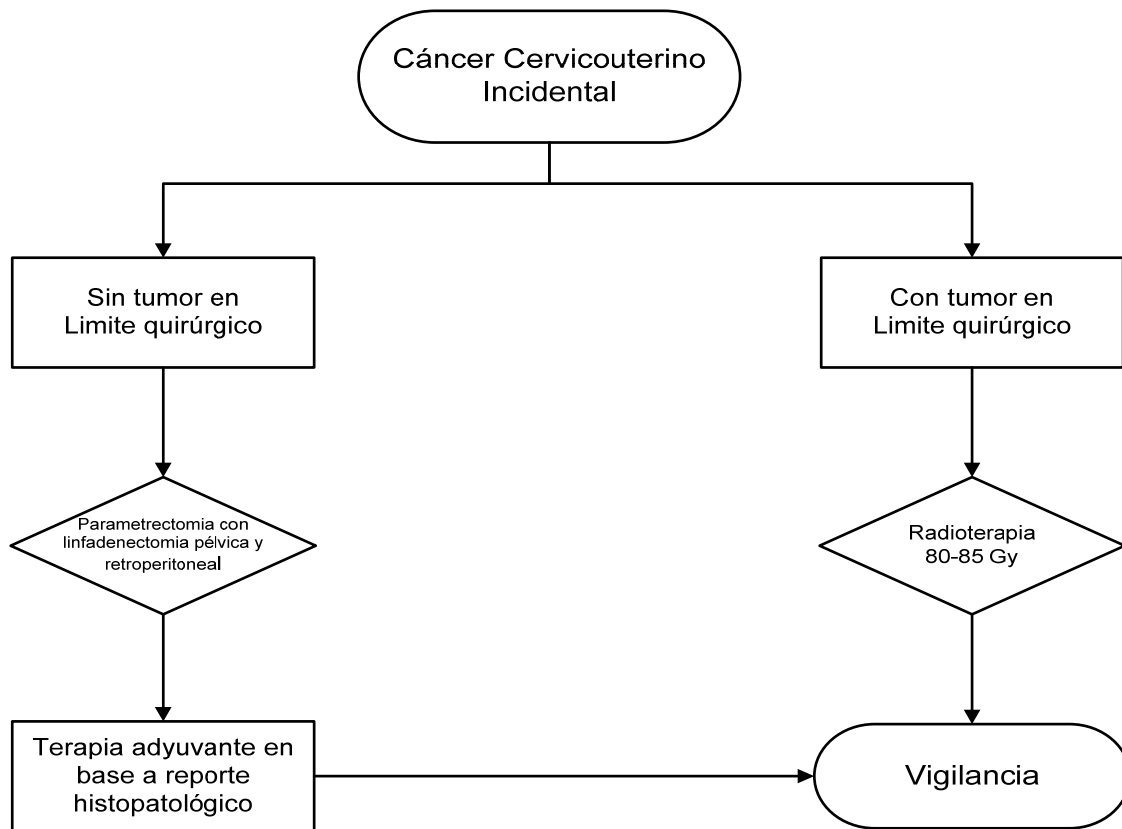 Cáncer Cervicouterino
Incidental
Sin tumor en
Limite quirúrgico
Con tumor en
Limite quirúrgico
Parametrectomia con
linfadenectomia pélvica y
retroperitoneal
Radioterapia
80-85 Gy
Terapia adyuvante en
base a reporte
histopatológico
Vigilancia